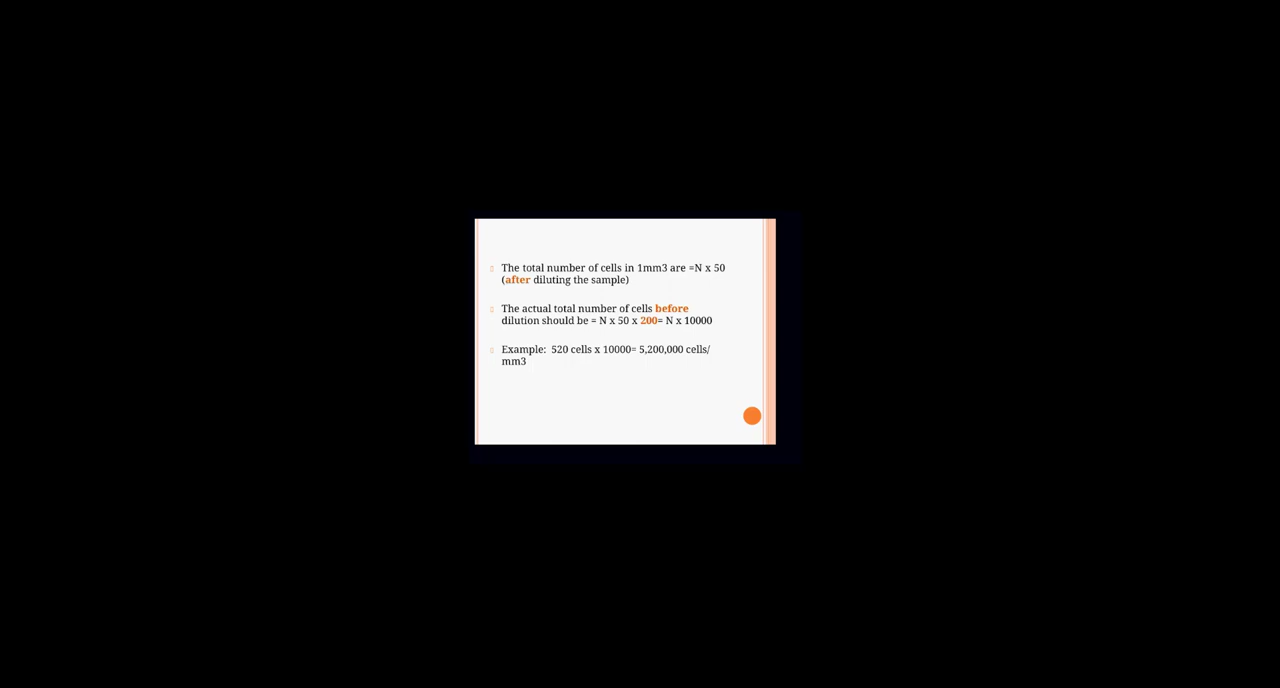 The total number of cells in 1mm3 are =N x 50
(after diluting the sample)
The actual total number of cells before
dilution should be = N x 50 x 200= N x 10000
Example:  520 cells x 10000= 5,200,000 cells/
mm3